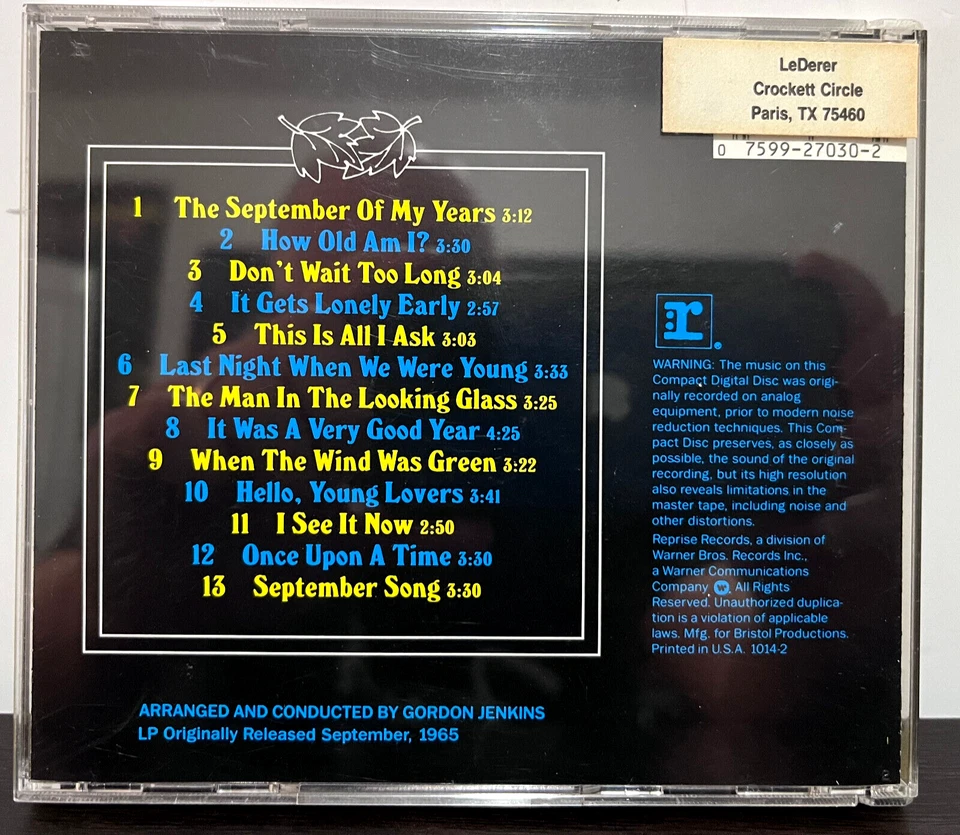 LeDerer
Crockett Circle
Paris, TX 75460
0 7599-27030-2
1 The September Of My Years 3:12
2 How Old Am I? 3:30
3 Don't Wait Too Long 3:04
4 It Gets Lonely Early 2:57
5 This Is All I Ask 3:03
6 Last Night When We Were Young 3:33
7 The Man In The Looking Glass 3:25
8 It Was A Very Good Year 4:25
9 When The Wind Was Green 3:22
10 Hello, Young Lovers 3:41
11 I See It Now 2:50
12 Once Upon A Time 3:30
13 September Song 3:30
ARRANGED AND CONDUCTED BY GORDON JENKINS
LP Originally Released September, 1965
r:®
WARNING: The music on this
Compact Digital Disc was origi-
nally recorded on analog
equipment, prior to modern noise
reduction techniques. This Com-
pact Disc preserves, as closely as
possible, the sound of the original
recording, but its high resolution
also reveals limitations in the
master tape, including noise and
other distortions.
Reprise Records, a division of
Warner Bros. Records Inc.,
a Warner Communications
Company W. All Rights
Reserved. Unauthorized duplica-
tion is a violation of applicable
laws. Mfg. for Bristol Productions.
Printed in U.S.A. 1014-2
2